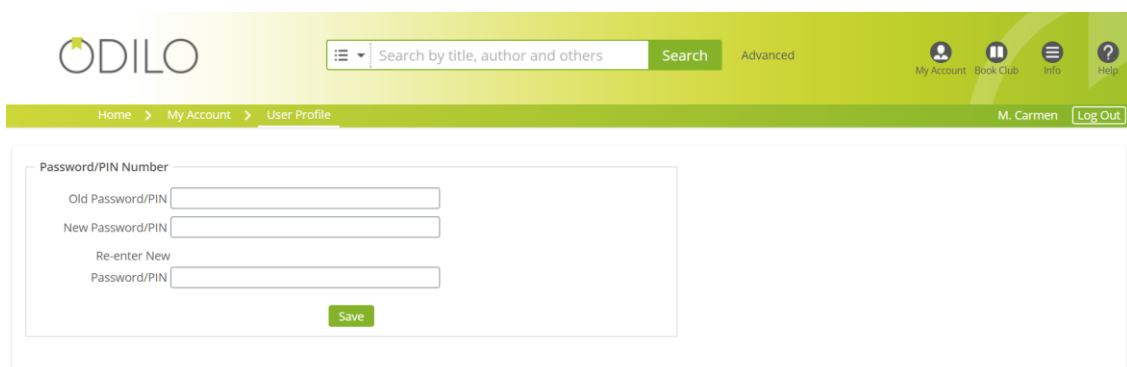 ODILO
Search by title, author and others
Search
Advanced
My Account
Book Club
Info
Help
Home > My Account > User Profile
M. Carmen
Log Out
Password/PIN Number
Old Password/PIN
New Password/PIN
Re-enter New
Password/PIN
Save